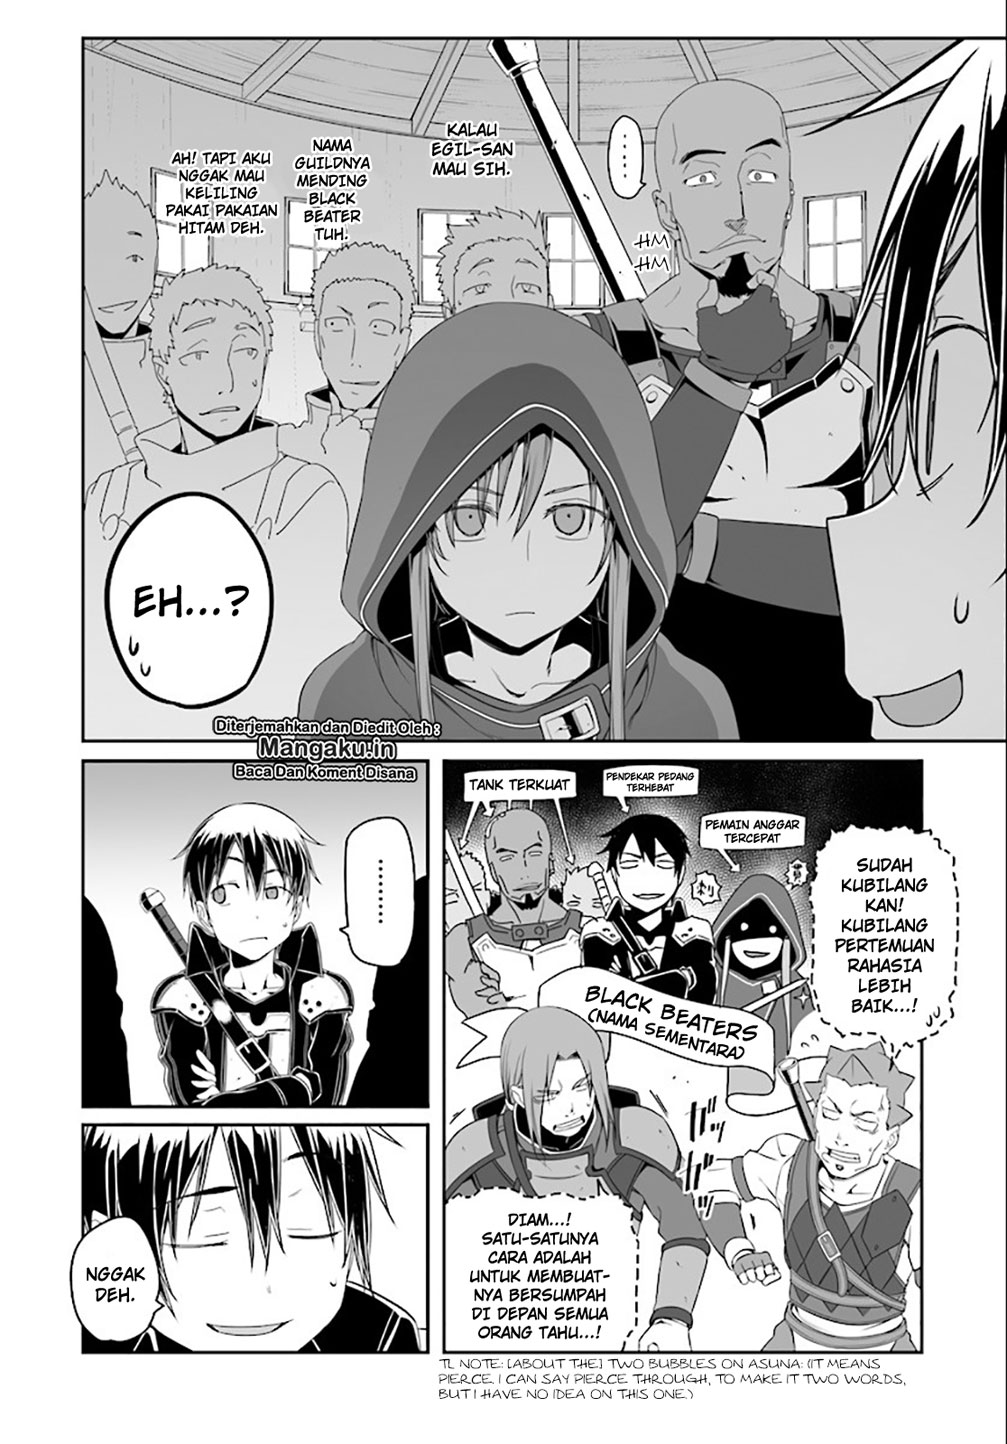 KALAU
EGIL-SAN
MAU SIH.
......
HM
HM
NAMA
GUILDNYA
MENDING
BLACK
BEATER
TUH.
AH! TAPI AKU
NGGAK MAU
KELILING
PAKAI PAKAIAN
HITAM DEH.
EH...?
Diterjemahkan dan Diedit Oleh :
Mangaku.in
Baca Dan Koment Disana
TANK TERKUAT
PENDEKAR PEDANG
TERHEBAT
PEMAIN ANGGAR
TERCEPAT
SUDAH
KUBILANG
KAN!
KUBILANG
PERTEMUAN
RAHASIA
LEBIH
BAIK...!
BLACK BEATERS
(NAMA SEMENTARA)
DIAM...!
SATU-SATUNYA
CARA ADALAH
UNTUK MEMBUAT-
NYA BERSUMPAH
DI DEPAN SEMUA
ORANG TAHU...!
.........
NGGAK
DEH.
TL NOTE: [ABOUT THE] TWO BUBBLES ON ASUNA: (IT MEANS
PIERCE. I CAN SAY PIERCE THROUGH, TO MAKE IT TWO WORDS,
BUT I HAVE NO IDEA ON THIS ONE.)